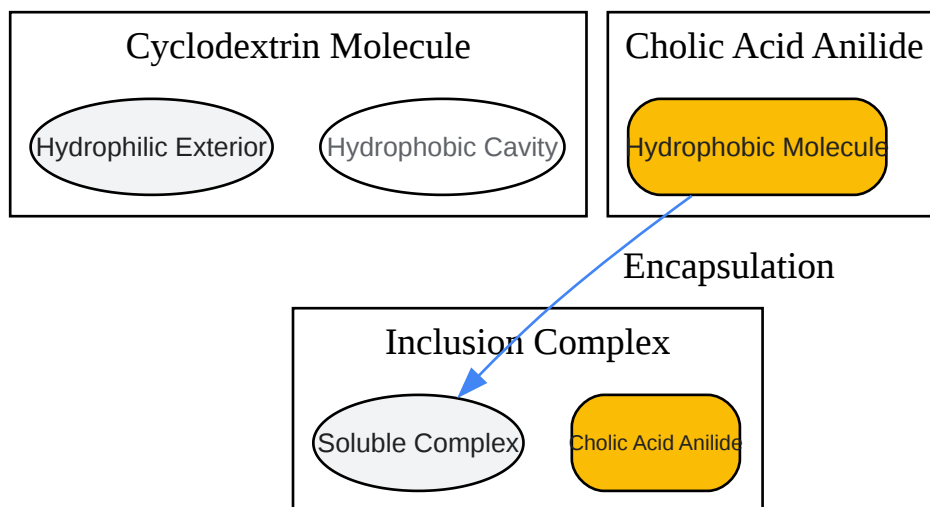 Cyclodextrin Molecule
Hydrophilic Exterior
Hydrophobic Cavity
Cholic Acid Anilide
Hydrophobic Molecule
Encapsulation
Inclusion Complex
Soluble Complex
Cholic Acid Anilide